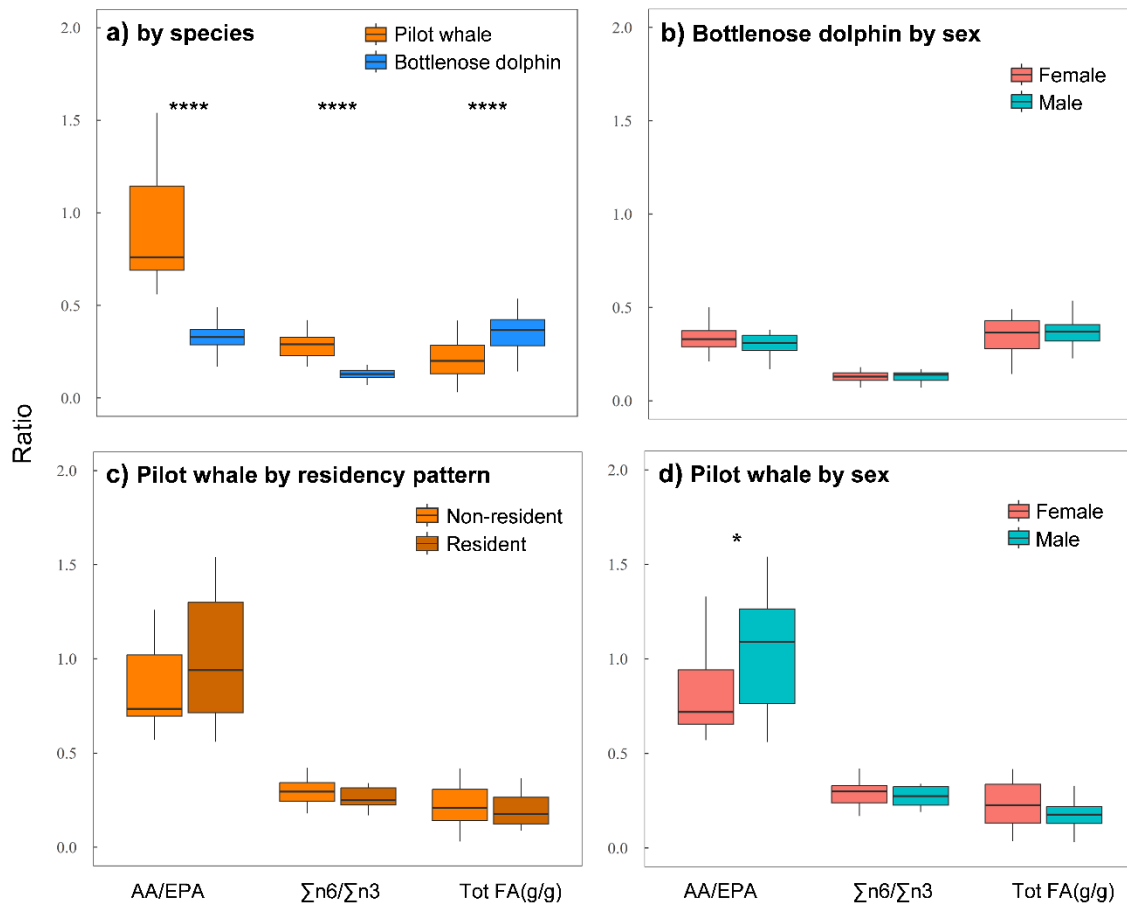 Ratio
a) by species
Pilot whale
Bottlenose dolphin
**** **** ****
2.0
1.5
1.0
0.5
0.0
b) Bottlenose dolphin by sex
Female
Male
2.0
1.5
1.0
0.5
0.0
c) Pilot whale by residency pattern
Non-resident
Resident
2.0
1.5
1.0
0.5
0.0
AA/EPA ∑n6/∑n3 Tot FA(g/g)
d) Pilot whale by sex
Female
Male
*
2.0
1.5
1.0
0.5
0.0
AA/EPA ∑n6/∑n3 Tot FA(g/g)